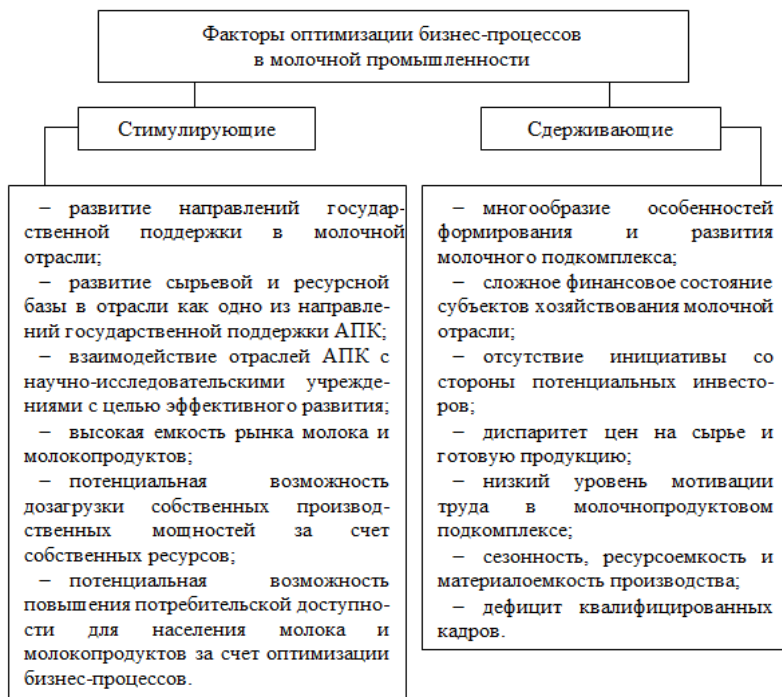 Факторы оптимизации бизнес-процессов
в молочной промышленности
Стимулирующие
Сдерживающие
– развитие направлений государ-
ственной поддержки в молочной
отрасли;
– развитие сырьевой и ресурсной
базы в отрасли как одно из направле-
ний государственной поддержки АПК;
– взаимодействие отраслей АПК с
научно-исследовательскими учрежде-
ниями с целью эффективного развития;
– высокая емкость рынка молока и
молокопродуктов;
– потенциальная возможность
дозагрузки собственных производ-
ственных мощностей за счет
собственных ресурсов;
– потенциальная возможность
повышения потребительской доступно-
сти для населения молока и
молокопродуктов за счет оптимизации
бизнес-процессов.
– многообразие особенностей
формирования и развития
молочного подкомплекса;
– сложное финансовое состояние
субъектов хозяйствования молочной
отрасли;
– отсутствие инициативы со
стороны потенциальных инвесто-
ров;
– диспаритет цен на сырье и
готовую продукцию;
– низкий уровень мотивации
труда в молочнопродуктовом
подкомплексе;
– сезонность, ресурсоемкость и
материалоемкость производства;
– дефицит квалифицированных
кадров.